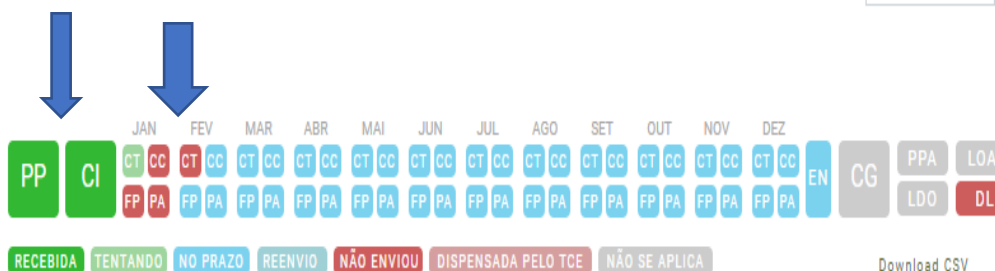 JAN FEV MAR ABR MAI JUN JUL AGO SET OUT NOV DEZ
PP CI CT CC CT CC CT CC CT CC CT CC CT CC CT CC CT CC CT CC CT CC CT CC CT CC EN CG PPA LOA
FP PA FP PA FP PA FP PA FP PA FP PA FP PA FP PA FP PA FP PA FP PA FP PA LDO DL
RECEBIDA TENTANDO NO PRAZO REENVIO NÃO ENVIOU DISPENSADA PELO TCE NÃO SE APLICA
Download CSV